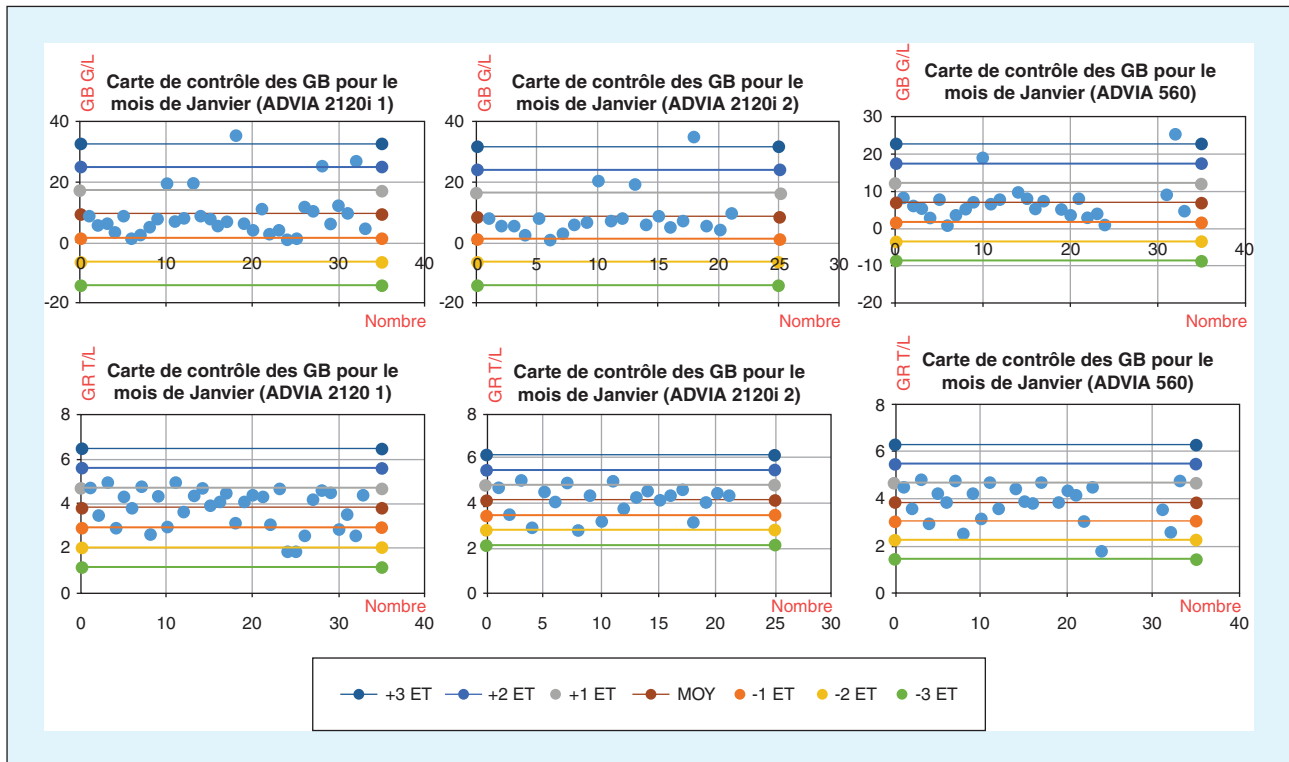 GB G/L
Carte de contrôle des GB pour le
mois de Janvier (ADVIA 2120i 1)
40
20
0
-20
0
10
20
30
40
Nombre
GB G/L
Carte de contrôle des GB pour le
mois de Janvier (ADVIA 2120i 2)
40
20
0
-20
0
5
10
15
20
25
30
Nombre
GB G/L
Carte de contrôle des GB pour le
mois de Janvier (ADVIA 560)
30
20
10
0
-10
-20
0
10
20
30
40
Nombre
GR T/L
Carte de contrôle des GB pour le
mois de Janvier (ADVIA 2120 1)
8
6
4
2
0
0
10
20
30
40
Nombre
GR T/L
Carte de contrôle des GB pour le
mois de Janvier (ADVIA 2120i 2)
8
6
4
2
0
0
5
10
15
20
25
30
Nombre
GR T/L
Carte de contrôle des GB pour le
mois de Janvier (ADVIA 560)
8
6
4
2
0
0
10
20
30
40
Nombre
+3 ET +2 ET +1 ET MOY -1 ET -2 ET -3 ET